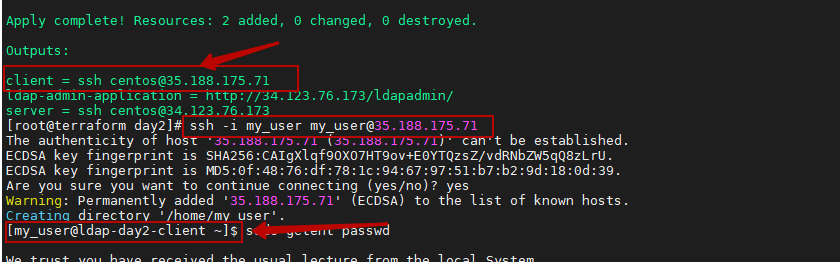 Apply complete! Resources: 2 added, 0 changed, 0 destroyed.
Outputs:
client = ssh centos@35.188.175.71
ldap-admin-application = http://34.123.76.173/ldapadmin/
server = ssh centos@34.123.76.173
[root@terraform day2]# ssh -i my_user my_user@35.188.175.71
The authenticity of host '35.188.175.71 (35.188.175.71)' can't be established.
ECDSA key fingerprint is SHA256:CAIgXlqf9OXO7HT9ov+E0YTQzsZ/vdRNbZW5qQ8zLrU.
ECDSA key fingerprint is MD5:0f:48:76:df:78:1c:94:67:97:51:b7:b2:9d:18:0d:39.
Are you sure you want to continue connecting (yes/no)? yes
Warning: Permanently added '35.188.175.71' (ECDSA) to the list of known hosts.
Creating directory '/home/my_user'.
[my_user@ldap-day2-client ~]$ getent passwd
We trust you have received the usual lecture from the local System